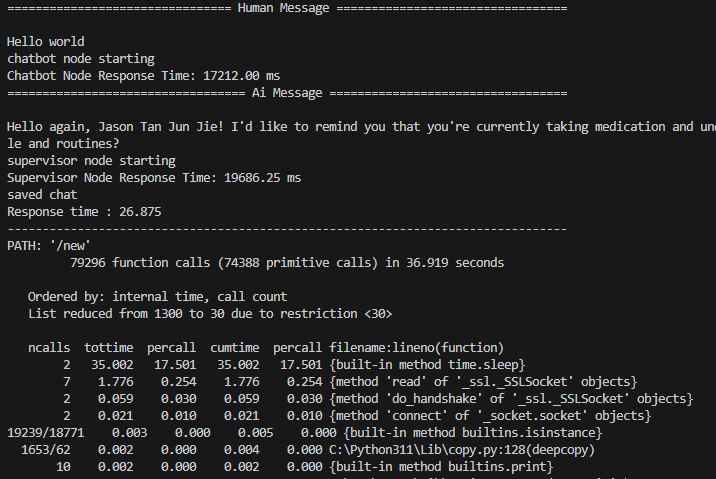 ================================ Human Message =================================
Hello world
chatbot node starting
Chatbot Node Response Time: 17212.00 ms
================================== Ai Message ==================================
Hello again, Jason Tan Jun Jie! I'd like to remind you that you're currently taking medication and
le and routines?
supervisor node starting
Supervisor Node Response Time: 19686.25 ms
saved chat
Response time : 26.875
--------------------------------------------------------------------------------
PATH: '/new'
79296 function calls (74388 primitive calls) in 36.919 seconds
Ordered by: internal time, call count
List reduced from 1300 to 30 due to restriction <30>
ncalls tottime percall cumtime percall filename:lineno(function)
2 35.002 17.501 35.002 17.501 {built-in method time.sleep}
7 1.776 0.254 1.776 0.254 {method 'read' of '_ssl._SSLSocket' objects}
2 0.059 0.030 0.059 0.030 {method 'do_handshake' of '_ssl._SSLSocket' objects}
2 0.021 0.010 0.021 0.010 {method 'connect' of '_socket.socket' objects}
19239/18771 0.003 0.000 0.005 0.000 {built-in method builtins.isinstance}
1653/62 0.002 0.000 0.004 0.000 C:\Python311\Lib\copy.py:128(deepcopy)
10 0.002 0.000 0.002 0.000 {built-in method builtins.print}